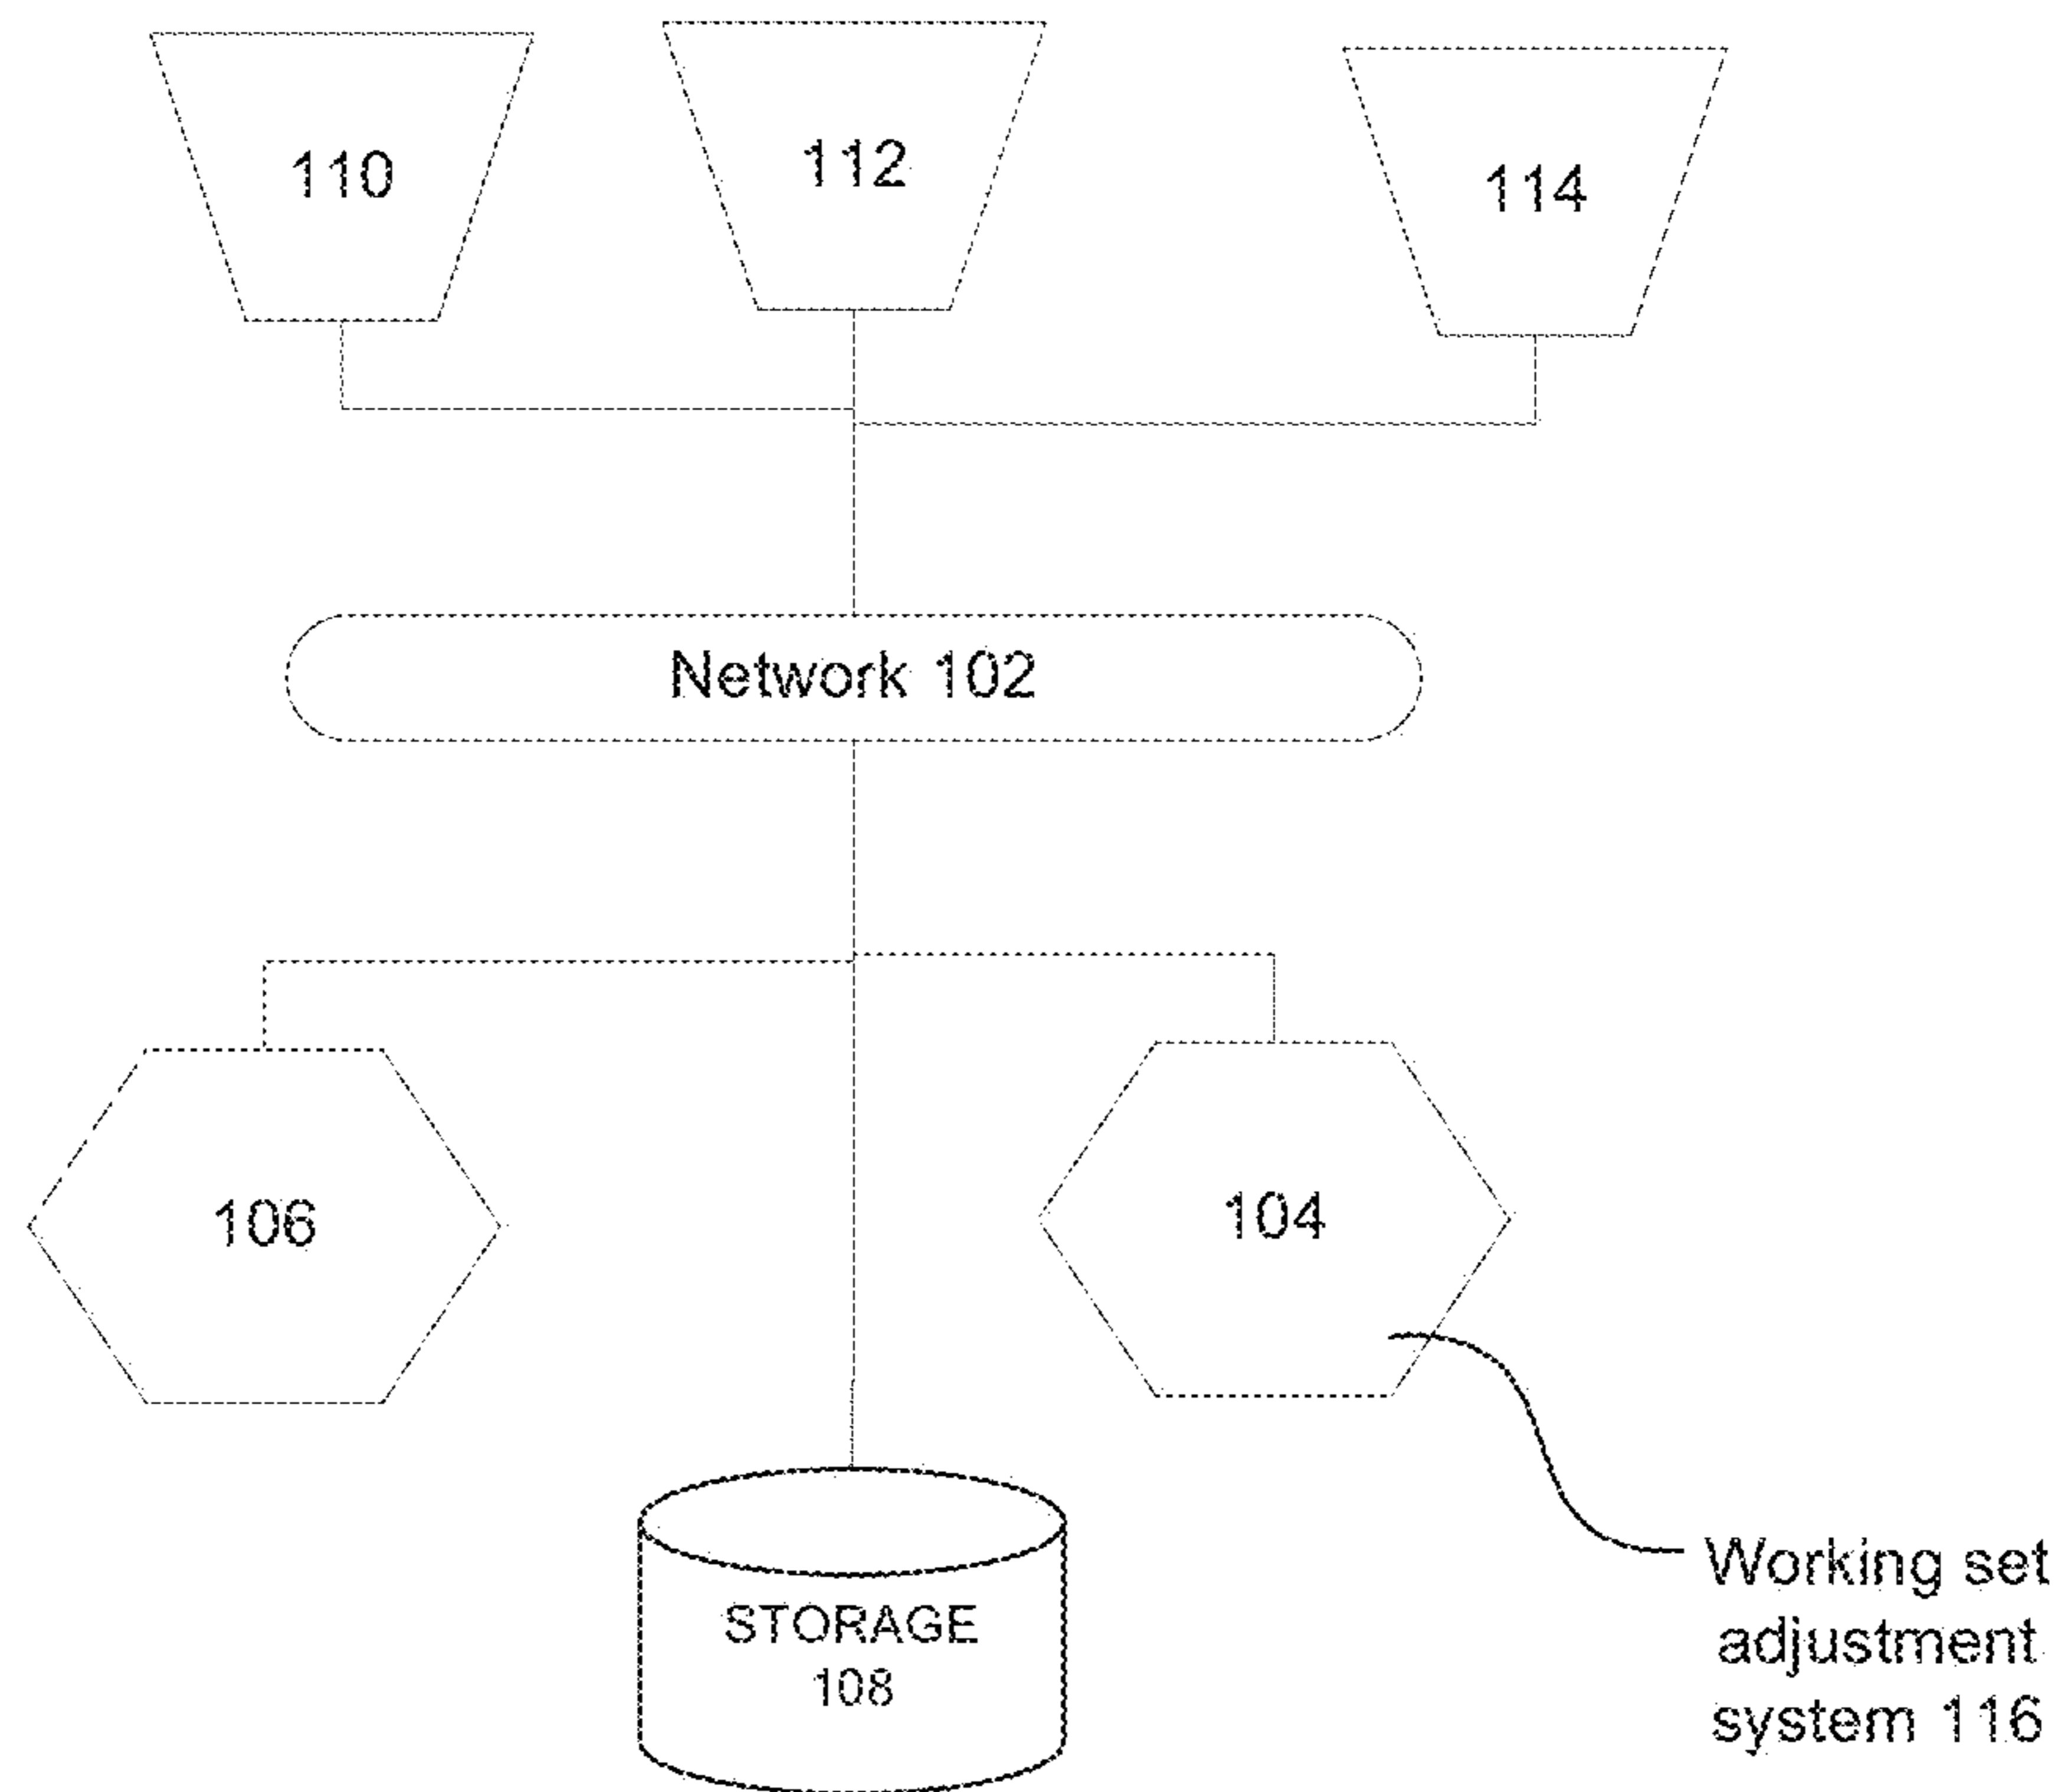 110
112
114
Network 102
106
104
STORAGE
108
Working set
adjustment
system 116